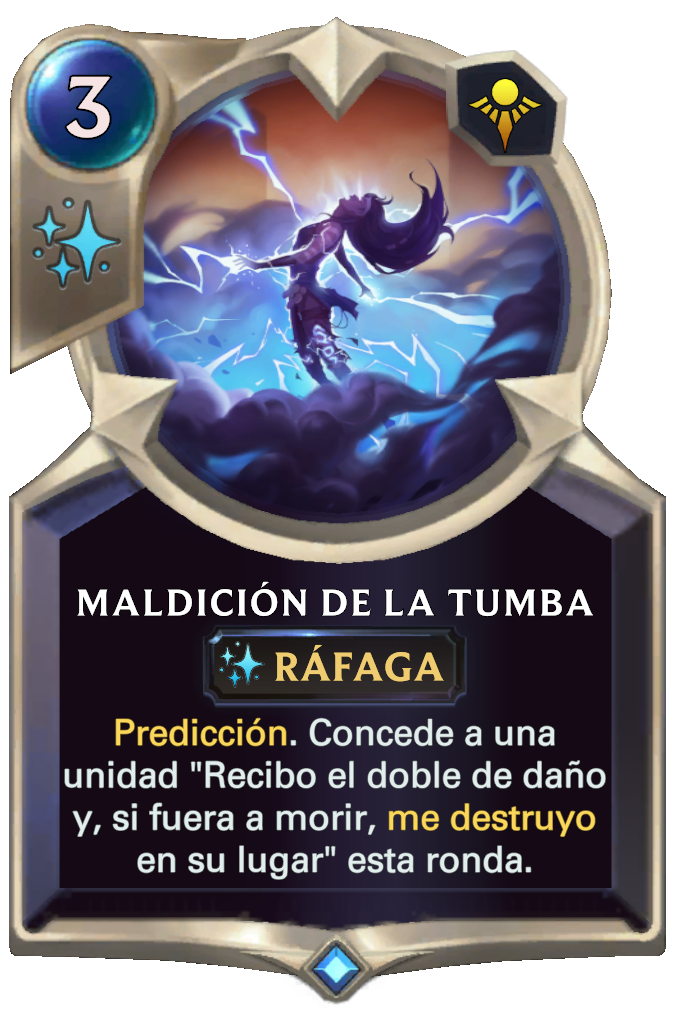 3
MALDICIÓN DE LA TUMBA
RÁFAGA
Predicción. Concede a una
unidad "Recibo el doble de daño
y, si fuera a morir, me destruyo
en su lugar" esta ronda.